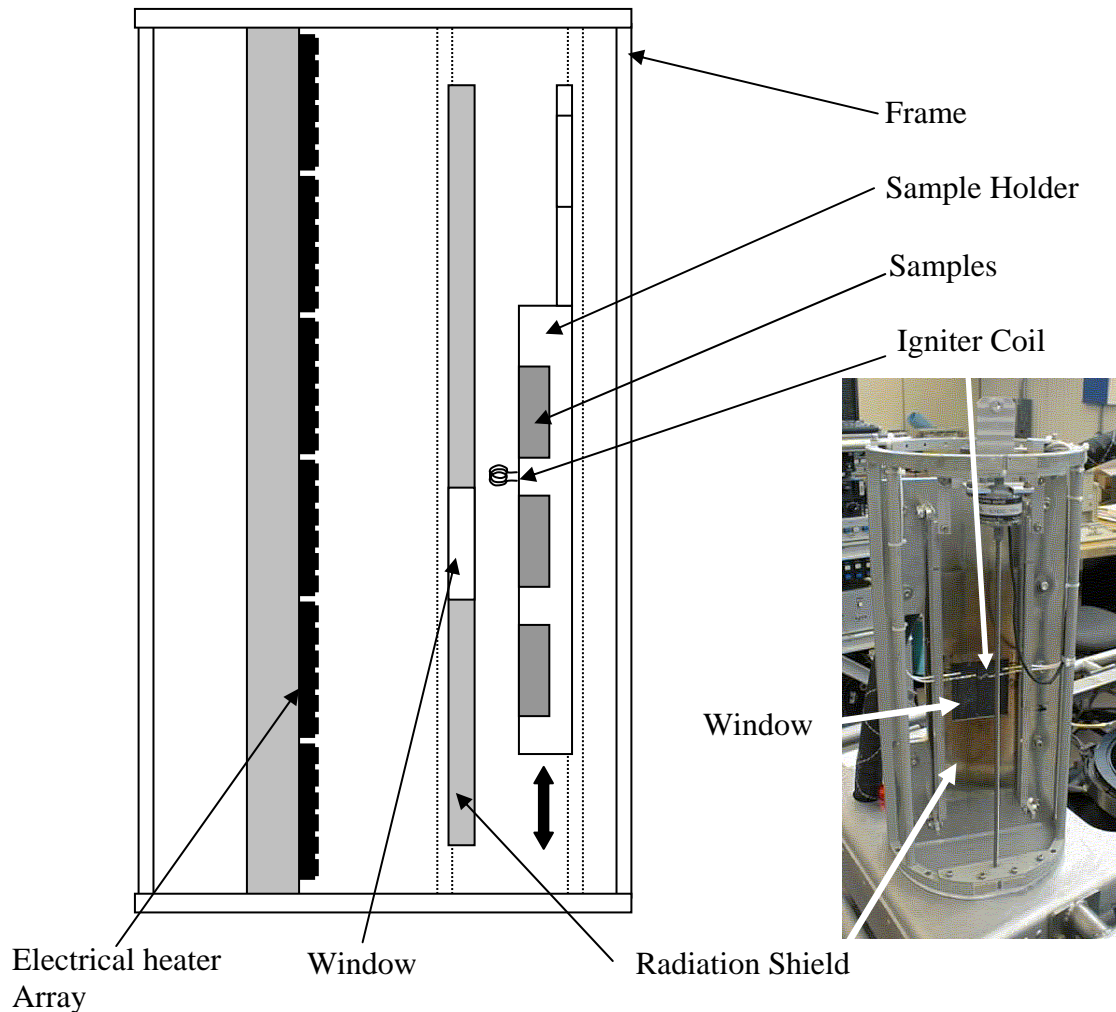 Frame
Sample Holder
Samples
Igniter Coil
Window
Electrical heater
Array
Window
Radiation Shield